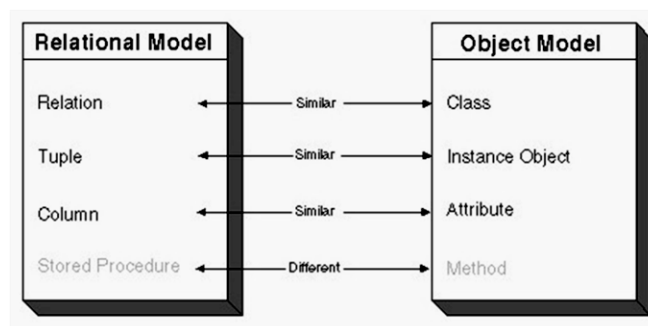 Relational Model
Object Model
Relation
Similar
Class
Tuple
Similar
Instance Object
Column
Similar
Attribute
Stored Procedure
Different
Method